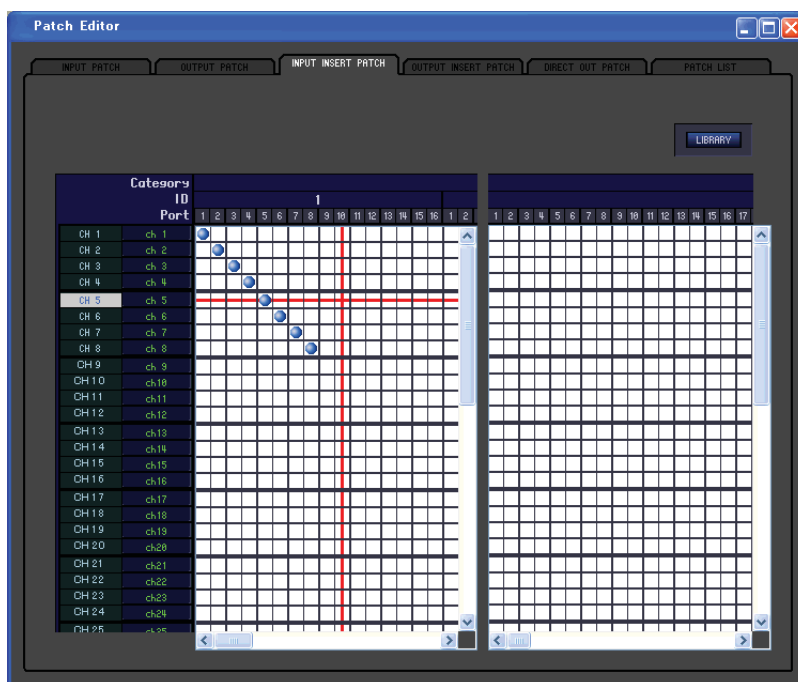 Patch Editor
INPUT PATCH OUTPUT PATCH INPUT INSERT PATCH OUTPUT INSERT PATCH DIRECT OUT PATCH PATCH LIST
LIBRARY
Category
ID 1
Port 1 2 3 4 5 6 7 8 9 10 11 12 13 14 15 16 1 2 1 2 3 4 5 6 7 8 9 10 11 12 13 14 15 16 17
CH 1 ch 1
CH 2 ch 2
CH 3 ch 3
CH 4 ch 4
CH 5 ch 5
CH 6 ch 6
CH 7 ch 7
CH 8 ch 8
CH 9 ch 9
CH 10 ch10
CH 11 ch11
CH 12 ch12
CH 13 ch13
CH 14 ch14
CH 15 ch15
CH 16 ch16
CH 17 ch17
CH 18 ch18
CH 19 ch19
CH 20 ch20
CH 21 ch21
CH 22 ch22
CH 23 ch23
CH 24 ch24
CH 25 ch25